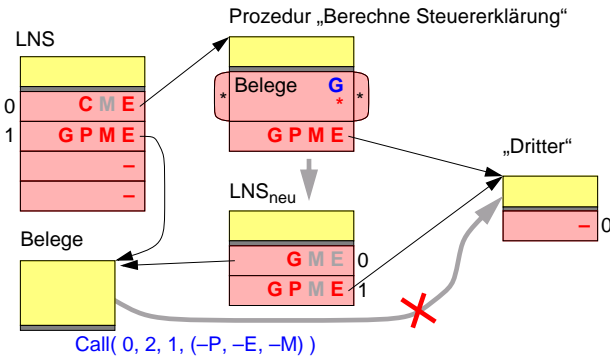 Prozedur „Berechne Steuererklärung“
LNS
Belege G
* * *
0 C M E
1 G P M E
G P M E
–
–
„Dritter“
LNSneu
– 0
Belege
G M E 0
G P M E 1
Call( 0, 2, 1, (–P, –E, –M) )